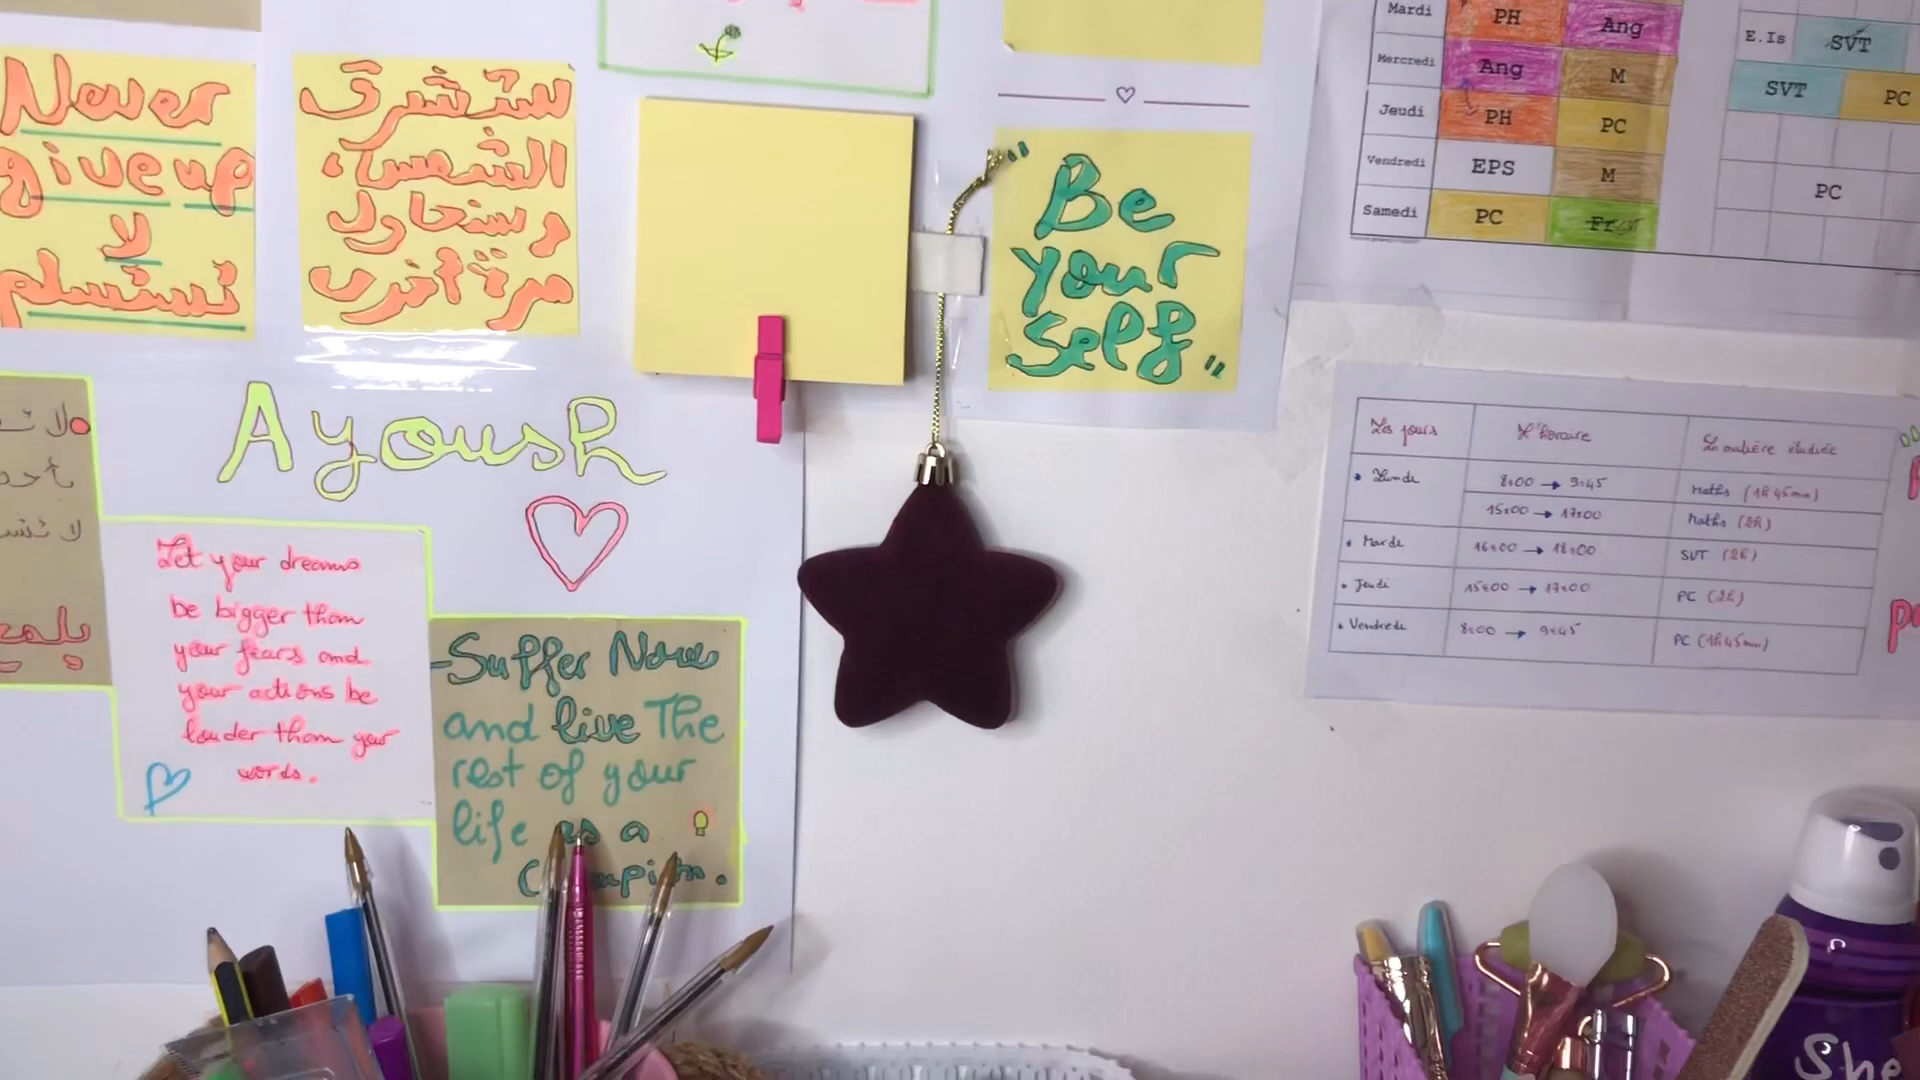 Never
give up
لا
تستسلم
ستشرق
الشمس،
و سنحاول
مرة أخرى
" Be
your
self "
Ayoush
Let your dreams
be bigger than
your fears and
your actions be
louder than your
words.
-Suffer Now
and live The
rest of your
life as a
Mardi PH Ang E.Is SVT
Mercredi Ang M SVT PC
Jeudi PH PC
Vendredi EPS M PC
Samedi PC Fr
Les jours L'horaire La matière étudiée
Lundi 8:00 → 9:45 Maths (1h45min)
15:00 → 17:00 Maths (2h)
Mardi 16:00 → 18:00 SVT (2h)
Jeudi 15:00 → 17:00 PC (2h)
Vendredi 8:00 → 9:45 PC (1h45min)
She